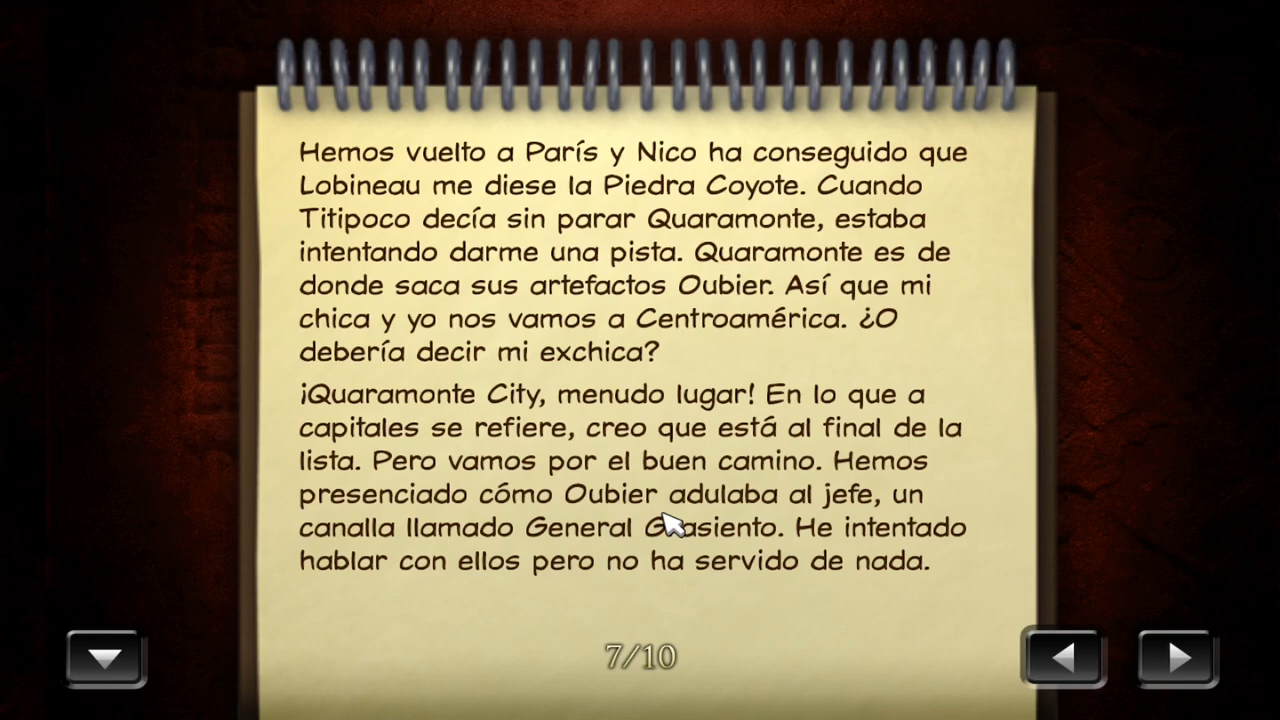 Hemos vuelto a París y Nico ha conseguido que
Lobineau me diese la Piedra Coyote. Cuando
Titipoco decía sin parar Quaramonte, estaba
intentando darme una pista. Quaramonte es de
donde saca sus artefactos Oubier. Así que mi
chica y yo nos vamos a Centroamérica. ¿O
debería decir mi exchica?
¡Quaramonte City, menudo lugar! En lo que a
capitales se refiere, creo que está al final de la
lista. Pero vamos por el buen camino. Hemos
presenciado cómo Oubier adulaba al jefe, un
canalla llamado General Grasiento. He intentado
hablar con ellos pero no ha servido de nada.
7/10